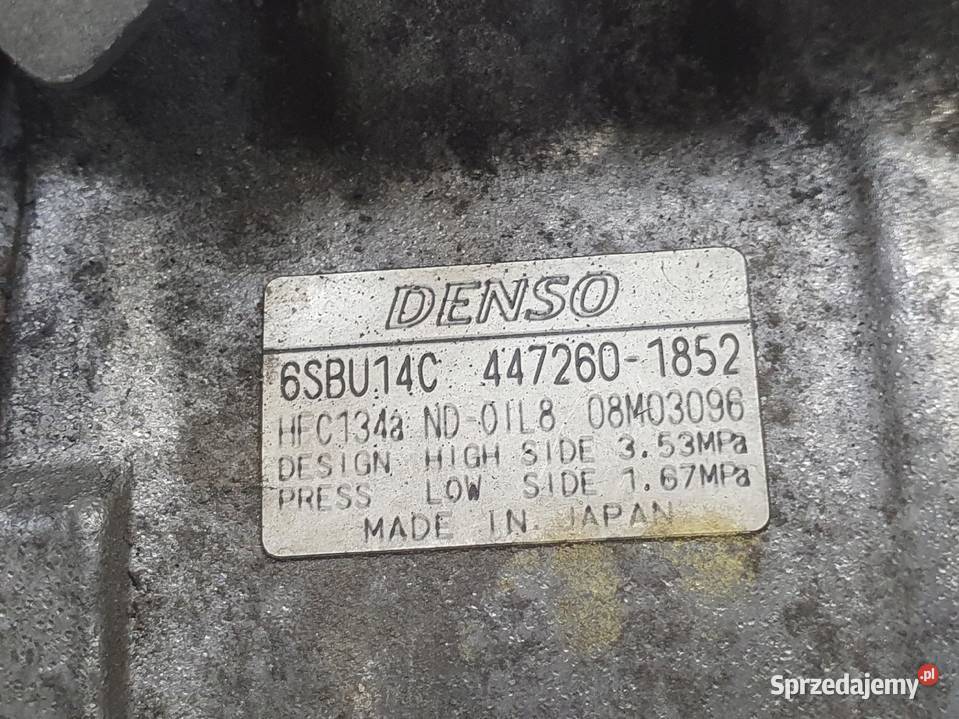 DENSO
6SBU14C 447260-1852
HFC134a ND-OIL8 08M03096
DESIGN HIGH SIDE 3.53MPa
PRESS LOW SIDE 1.67MPa
MADE IN JAPAN
Sprzedajemy.pl